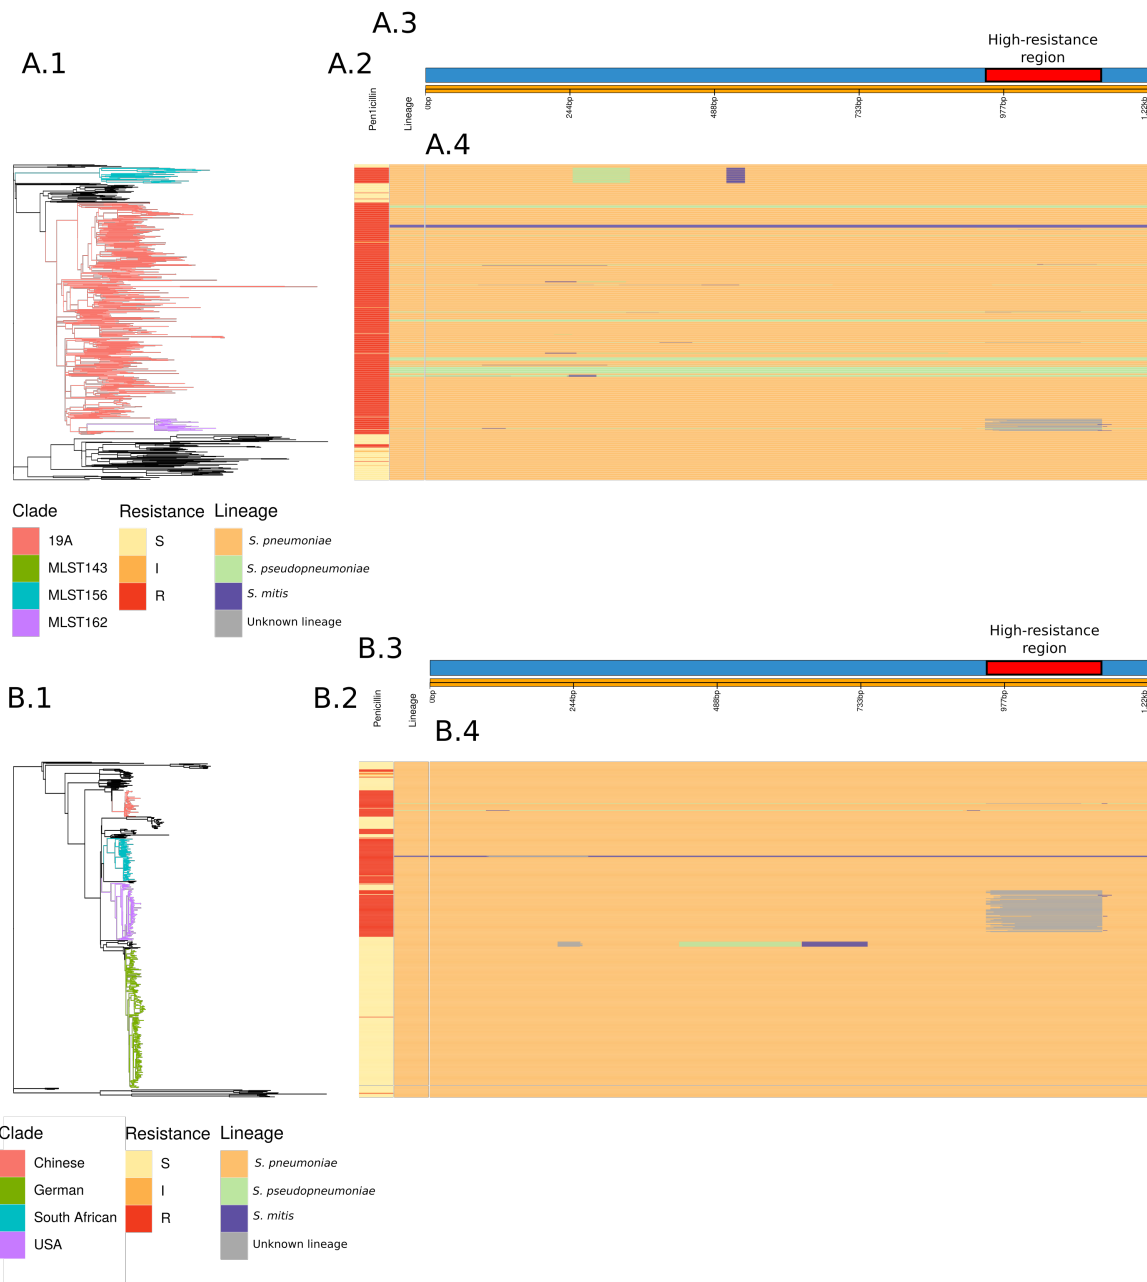 A.3
High-resistance
region
A.1
A.2
Pen1icillin
Lineage
0bp
244bp
488bp
733bp
977bp
1.22kb
A.4
Clade
19A
MLST143
MLST156
MLST162
Resistance
S
I
R
Lineage
S. pneumoniae
S. pseudopneumoniae
S. mitis
Unknown lineage
B.3
High-resistance
region
B.1
B.2
Penicillin
Lineage
0bp
244bp
488bp
733bp
977bp
1.22kb
B.4
Clade
Chinese
German
South African
USA
Resistance
S
I
R
Lineage
S. pneumoniae
S. pseudopneumoniae
S. mitis
Unknown lineage